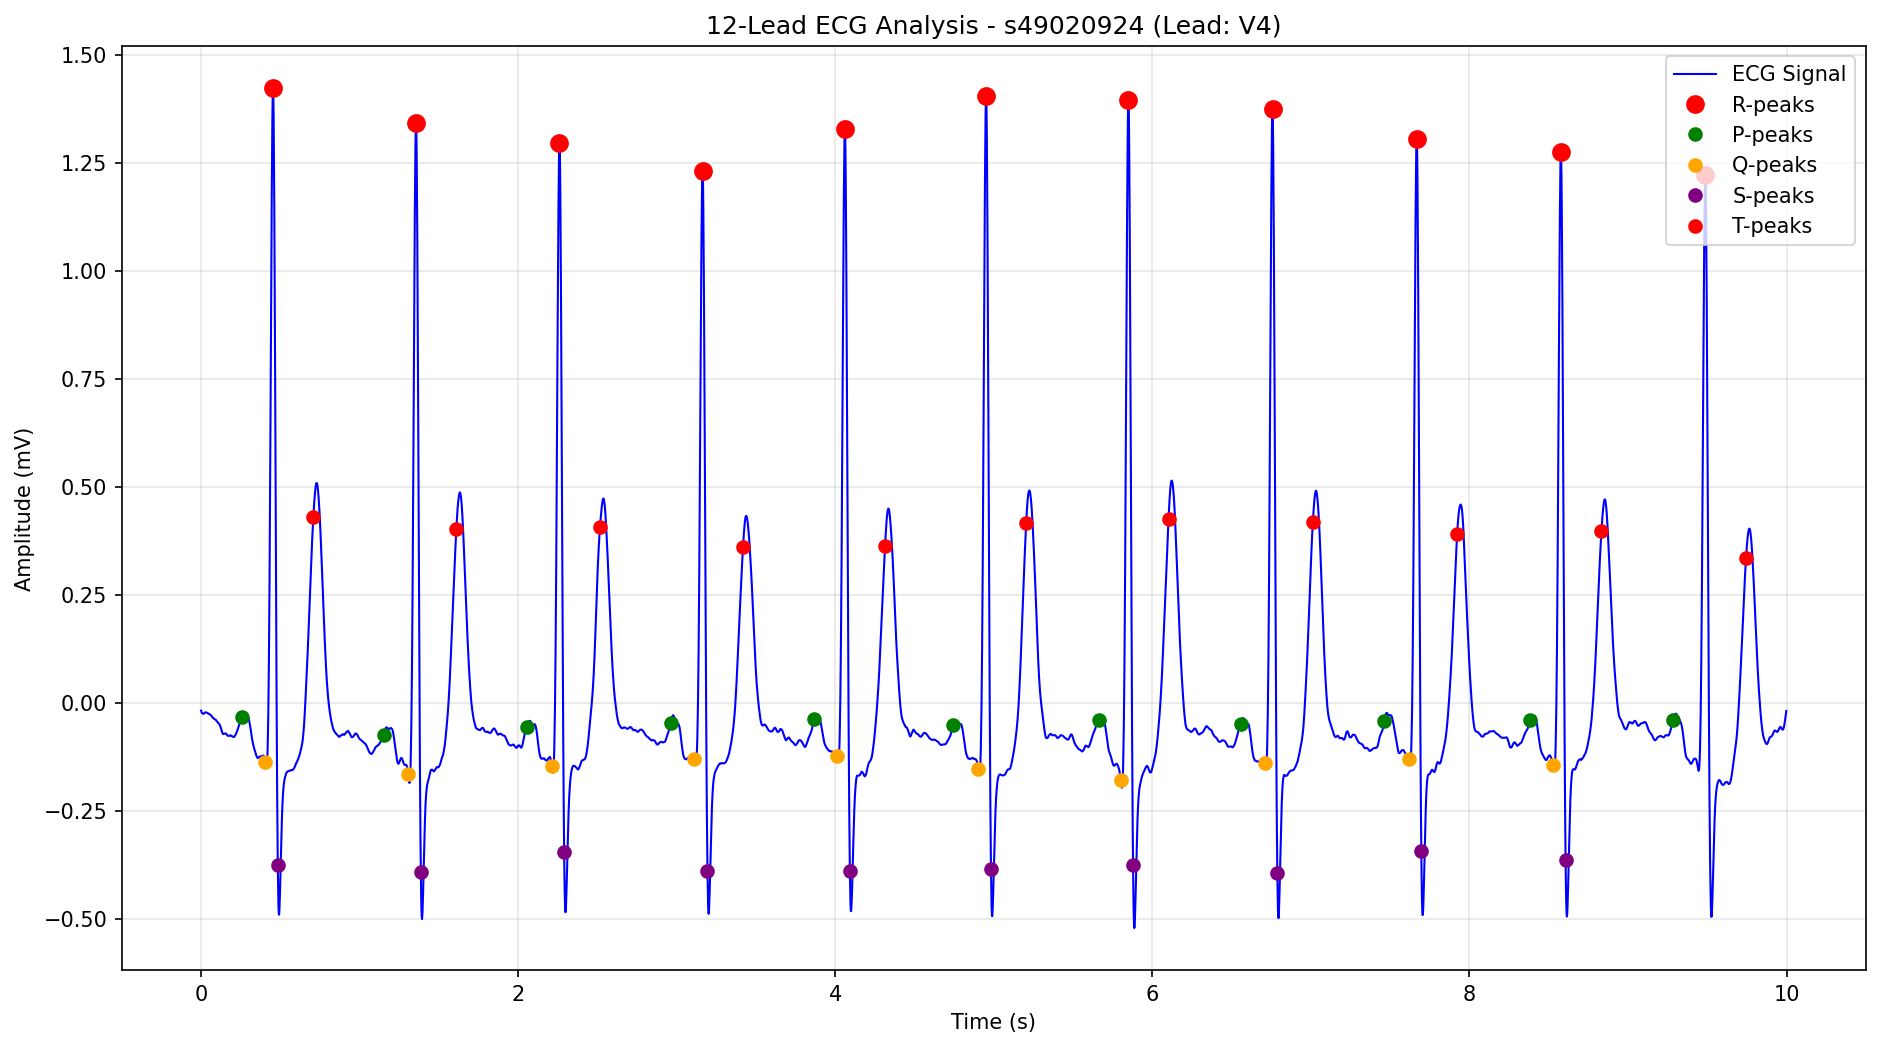 12-Lead ECG Analysis - s49020924 (Lead: V4)
1.50
1.25
1.00
0.75
0.50
0.25
0.00
−0.25
−0.50
Amplitude (mV)
ECG Signal
R-peaks
P-peaks
Q-peaks
S-peaks
T-peaks
0 2 4 6 8 10
Time (s)